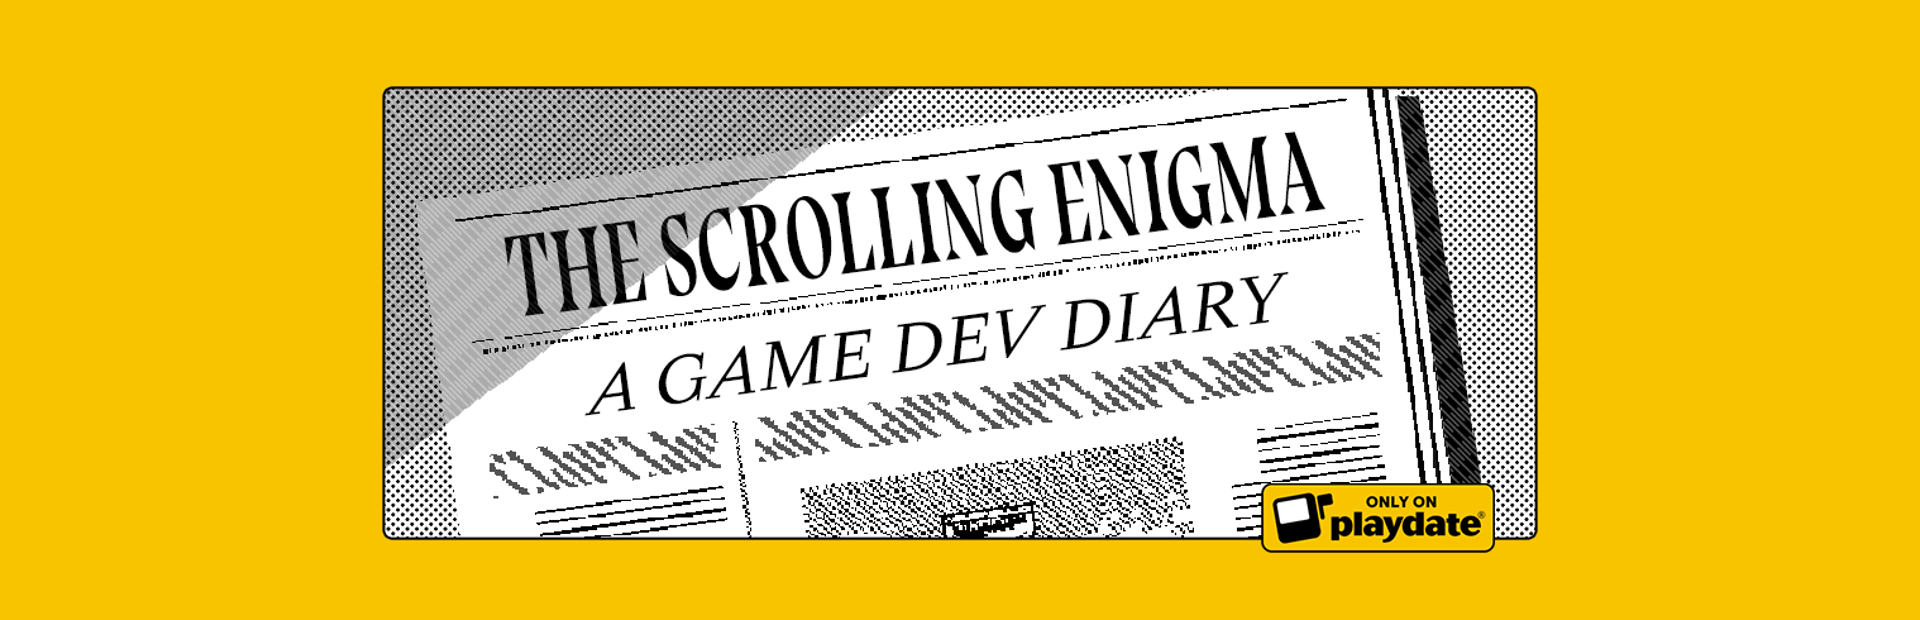 THE SCROLLING ENIGMA
A GAME DEV DIARY
ONLY ON
playdate®